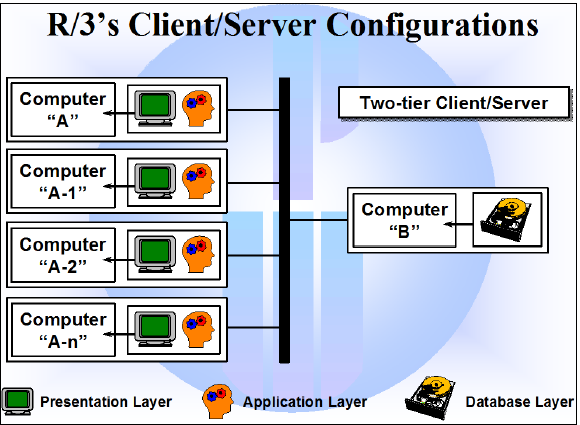 R/3's Client/Server Configurations
Computer
“A”
Two-tier Client/Server
Computer
“A-1”
Computer
“B”
Computer
“A-2”
Computer
“A-n”
Presentation Layer
Application Layer
Database Layer